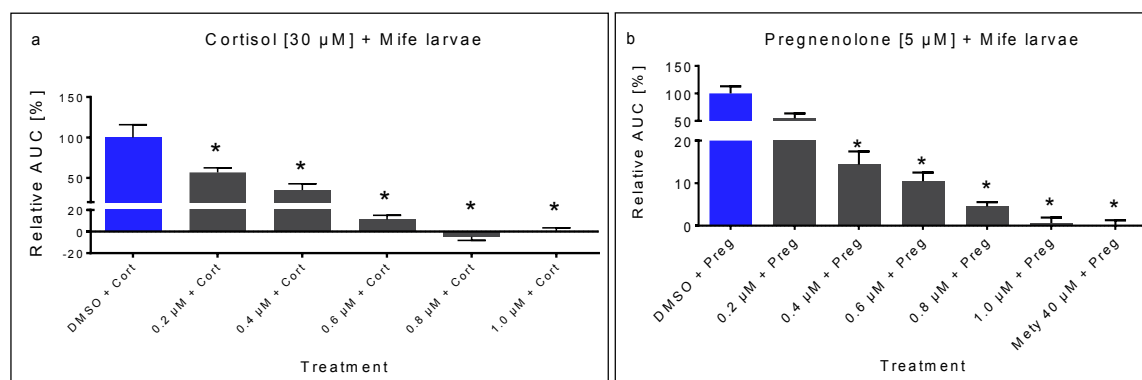 a
Cortisol [30 µM] + Mife larvae
Relative AUC [%]
150
100
50
20
0
-20
*
*
*
*
*
DMSO + Cort
0.2 µM + Cort
0.4 µM + Cort
0.6 µM + Cort
0.8 µM + Cort
1.0 µM + Cort
Treatment
b
Pregnenolone [5 µM] + Mife larvae
Relative AUC [%]
150
100
50
20
10
0
*
*
*
*
*
DMSO + Preg
0.2 µM + Preg
0.4 µM + Preg
0.6 µM + Preg
0.8 µM + Preg
1.0 µM + Preg
Mety 40 µM + Preg
Treatment